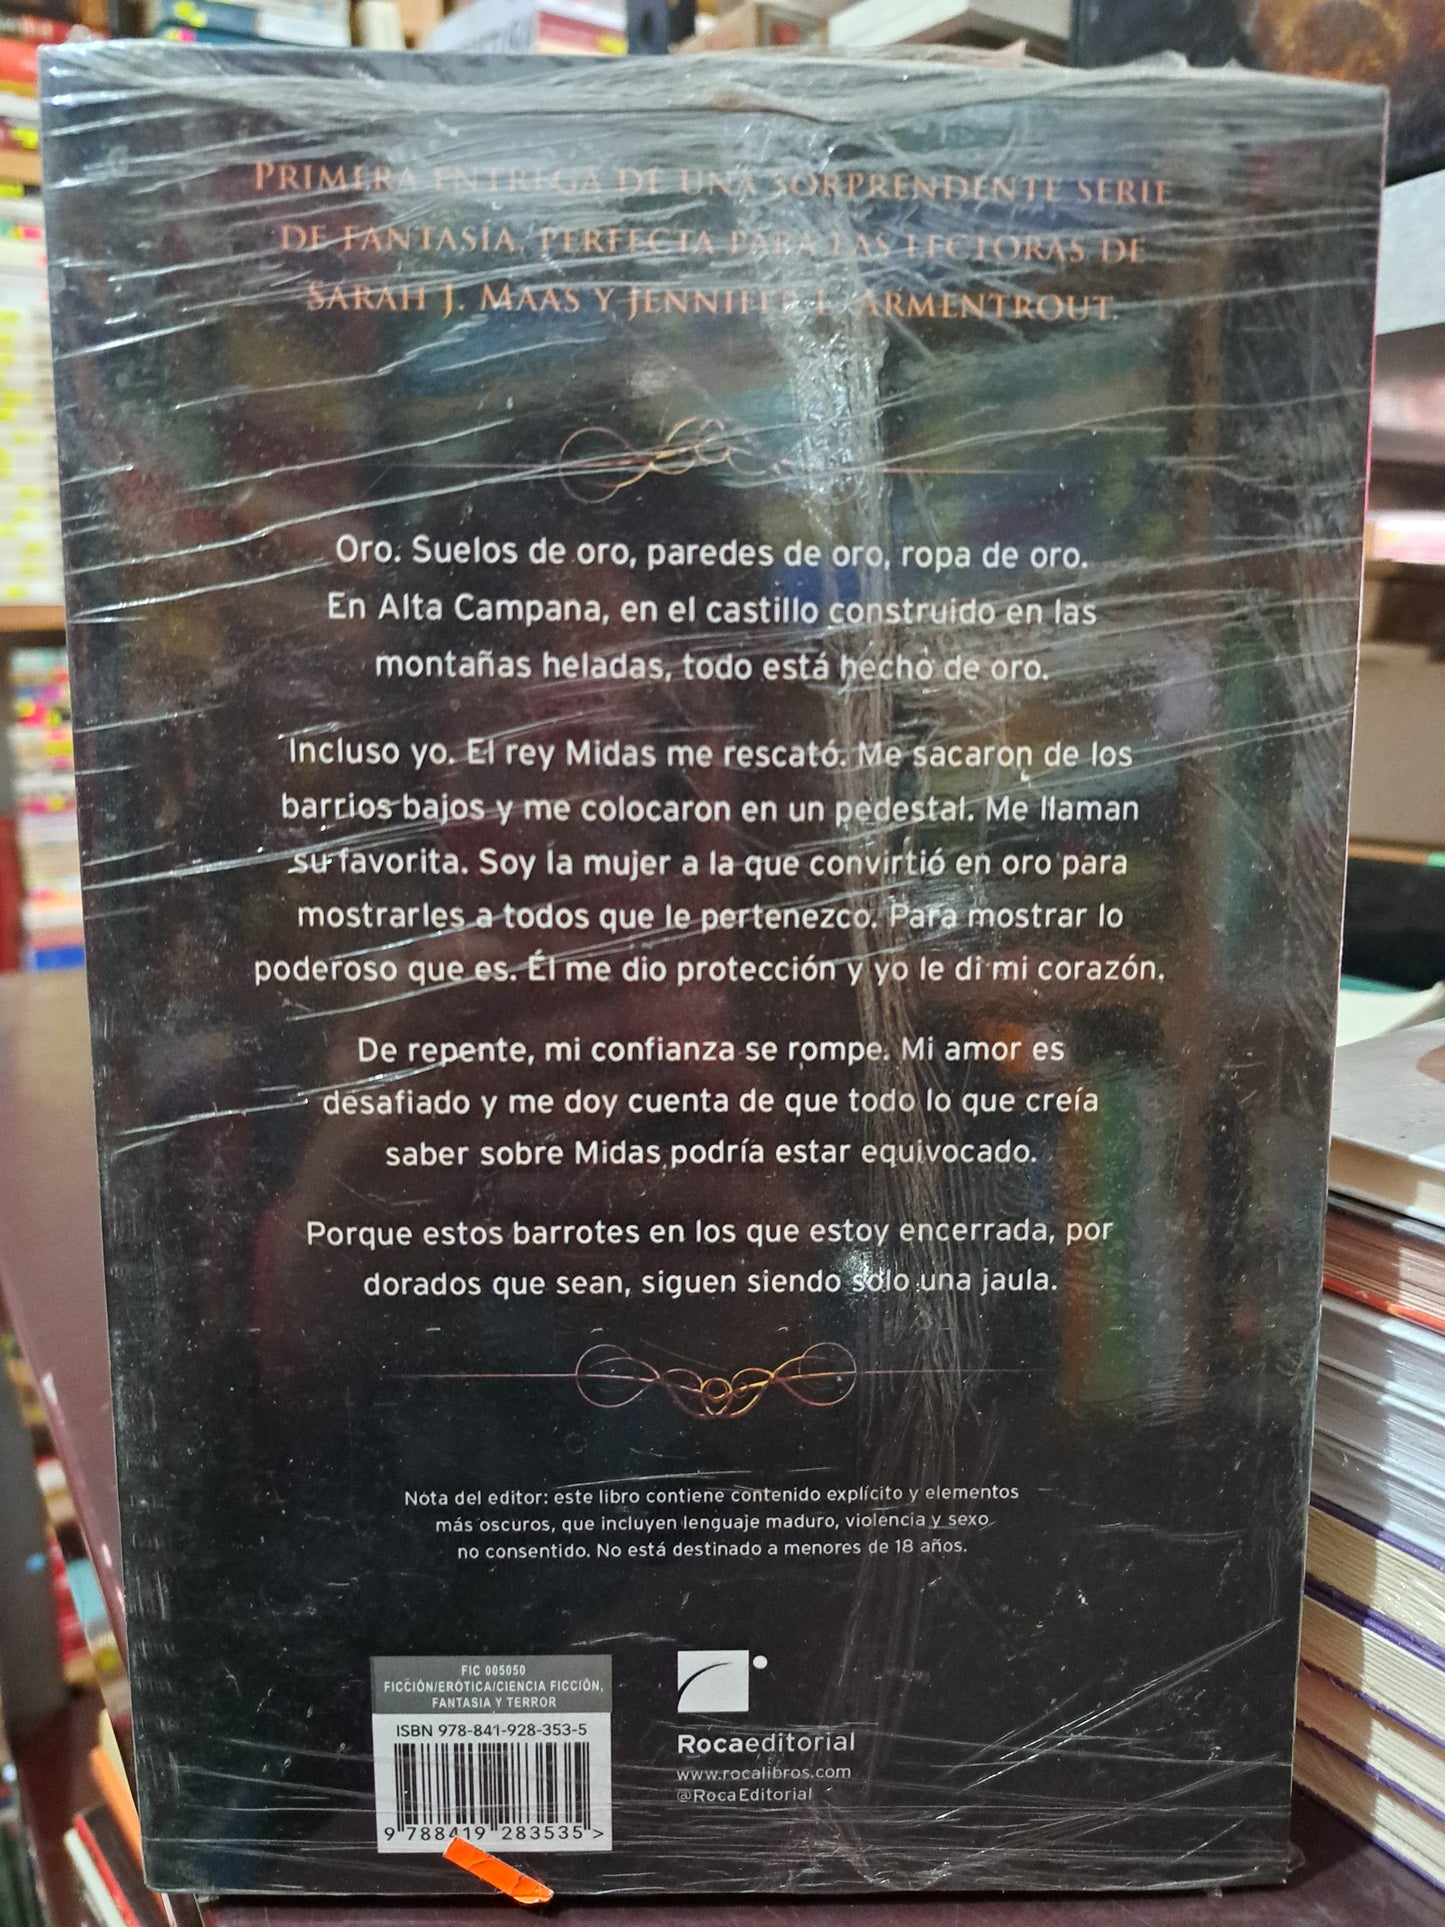 PRIMERA ENTREGA DE UNA SORPRENDENTE SERIE
DE FANTASÍA, PERFECTA PARA LAS LECTORAS DE
SARAH J. MAAS Y JENNIFER L. ARMENTROUT.
Oro. Suelos de oro, paredes de oro, ropa de oro.
En Alta Campana, en el castillo construido en las
montañas heladas, todo está hecho de oro.
Incluso yo. El rey Midas me rescató. Me sacaron de los
barrios bajos y me colocaron en un pedestal. Me llaman
su favorita. Soy la mujer a la que convirtió en oro para
mostrarles a todos que le pertenezco. Para mostrar lo
poderoso que es. Él me dio protección y yo le di mi corazón.
De repente, mi confianza se rompe. Mi amor es
desafiado y me doy cuenta de que todo lo que creía
saber sobre Midas podría estar equivocado.
Porque estos barrotes en los que estoy encerrada, por
dorados que sean, siguen siendo solo una jaula.
Nota del editor: este libro contiene contenido explícito y elementos
más oscuros, que incluyen lenguaje maduro, violencia y sexo
no consentido. No está destinado a menores de 18 años.
FIC 005050
FICCIÓN/ERÓTICA/CIENCIA FICCIÓN,
FANTASIA Y TERROR
ISBN 978-841-928-353-5
9 788419 283535 >
Rocaeditorial
www.rocalibros.com
@RocaEditorial